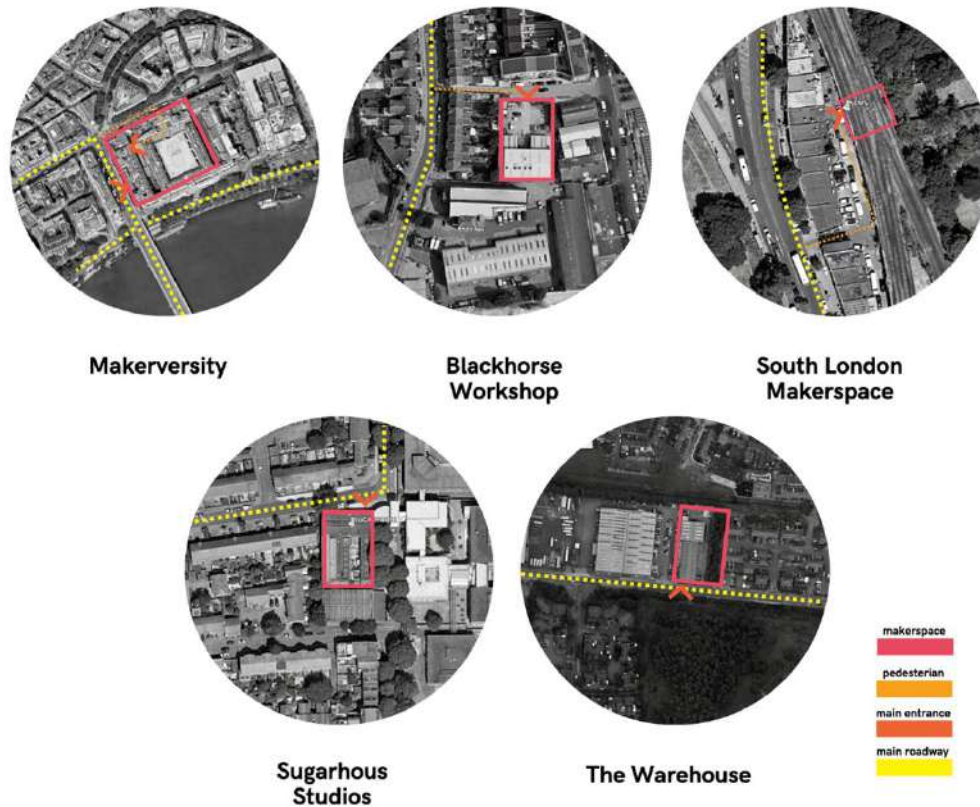 Makerversity
Blackhorse
Workshop
South London
Makerspace
Sugarhous
Studios
The Warehouse
makerspace
pedesterian
main entrance
main roadway